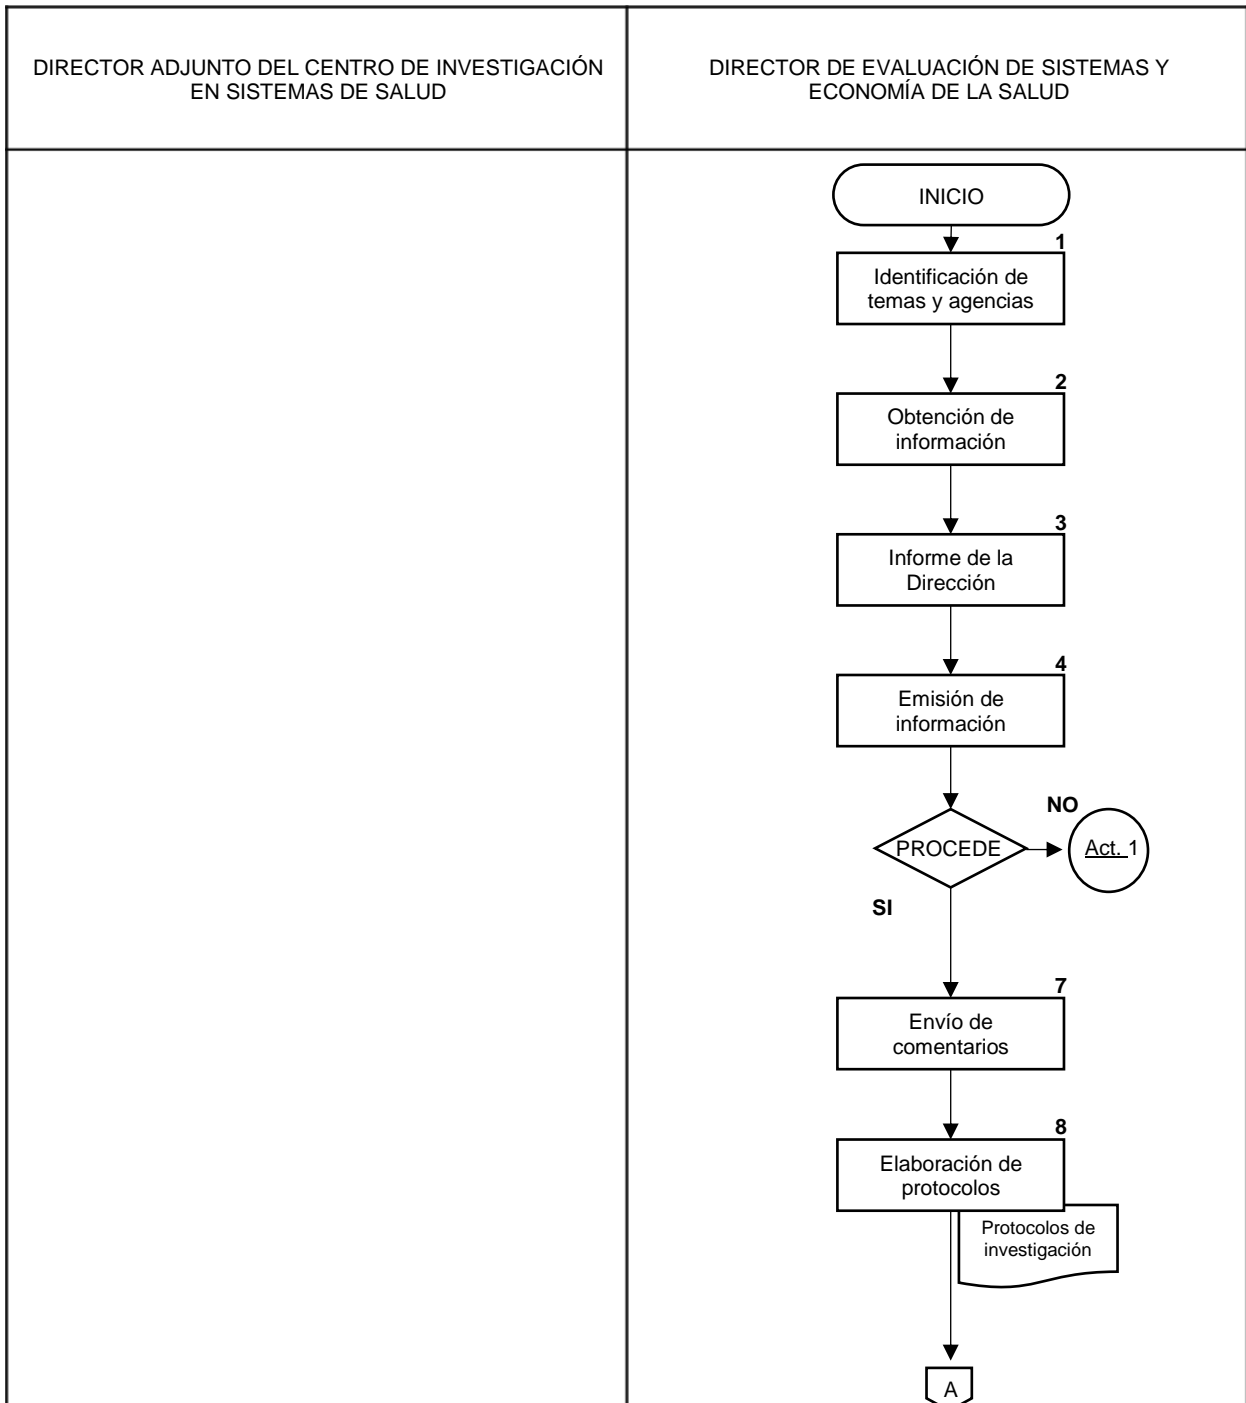 DIRECTOR ADJUNTO DEL CENTRO DE INVESTIGACIÓN
EN SISTEMAS DE SALUD
DIRECTOR DE EVALUACIÓN DE SISTEMAS Y
ECONOMÍA DE LA SALUD
INICIO
1
Identificación de
temas y agencias
2
Obtención de
información
3
Informe de la
Dirección
4
Emisión de
información
NO
PROCEDE
Act. 1
SI
7
Envío de
comentarios
8
Elaboración de
protocolos
Protocolos de
investigación
A